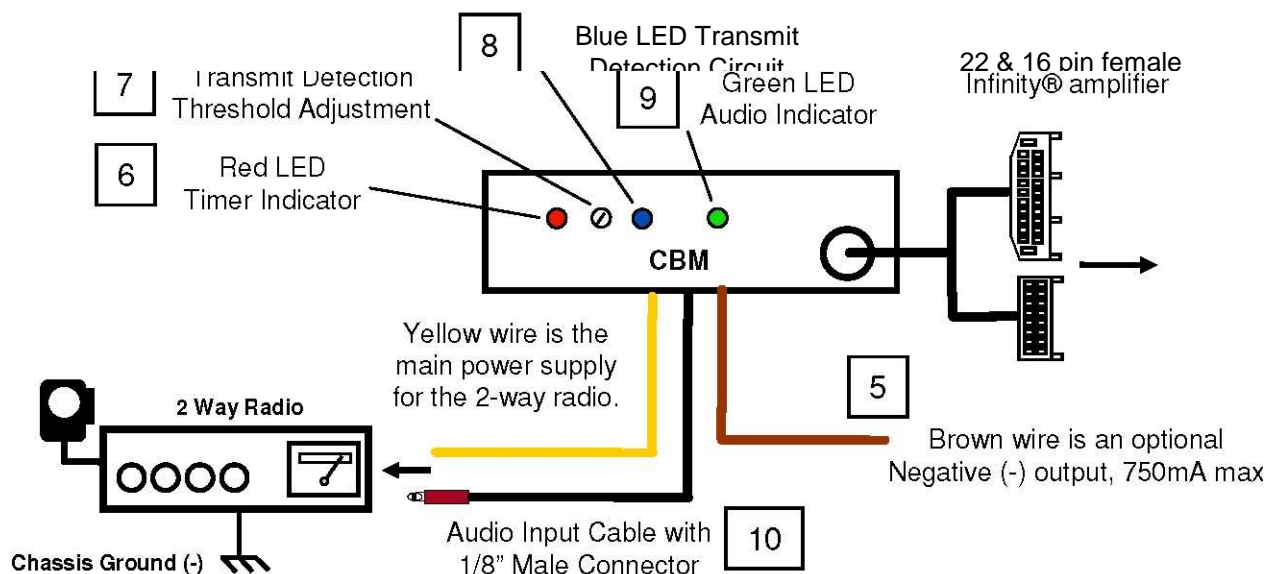 8
Blue LED Transmit
Detection Circuit
7
Transmit Detection
Threshold Adjustment
9
Green LED
Audio Indicator
22 & 16 pin female
Infinity® amplifier
6
Red LED
Timer Indicator
CBM
Yellow wire is the
main power supply
for the 2-way radio.
5
Brown wire is an optional
Negative (-) output, 750mA max
2 Way Radio
Audio Input Cable with
1/8" Male Connector
10
Chassis Ground (-)